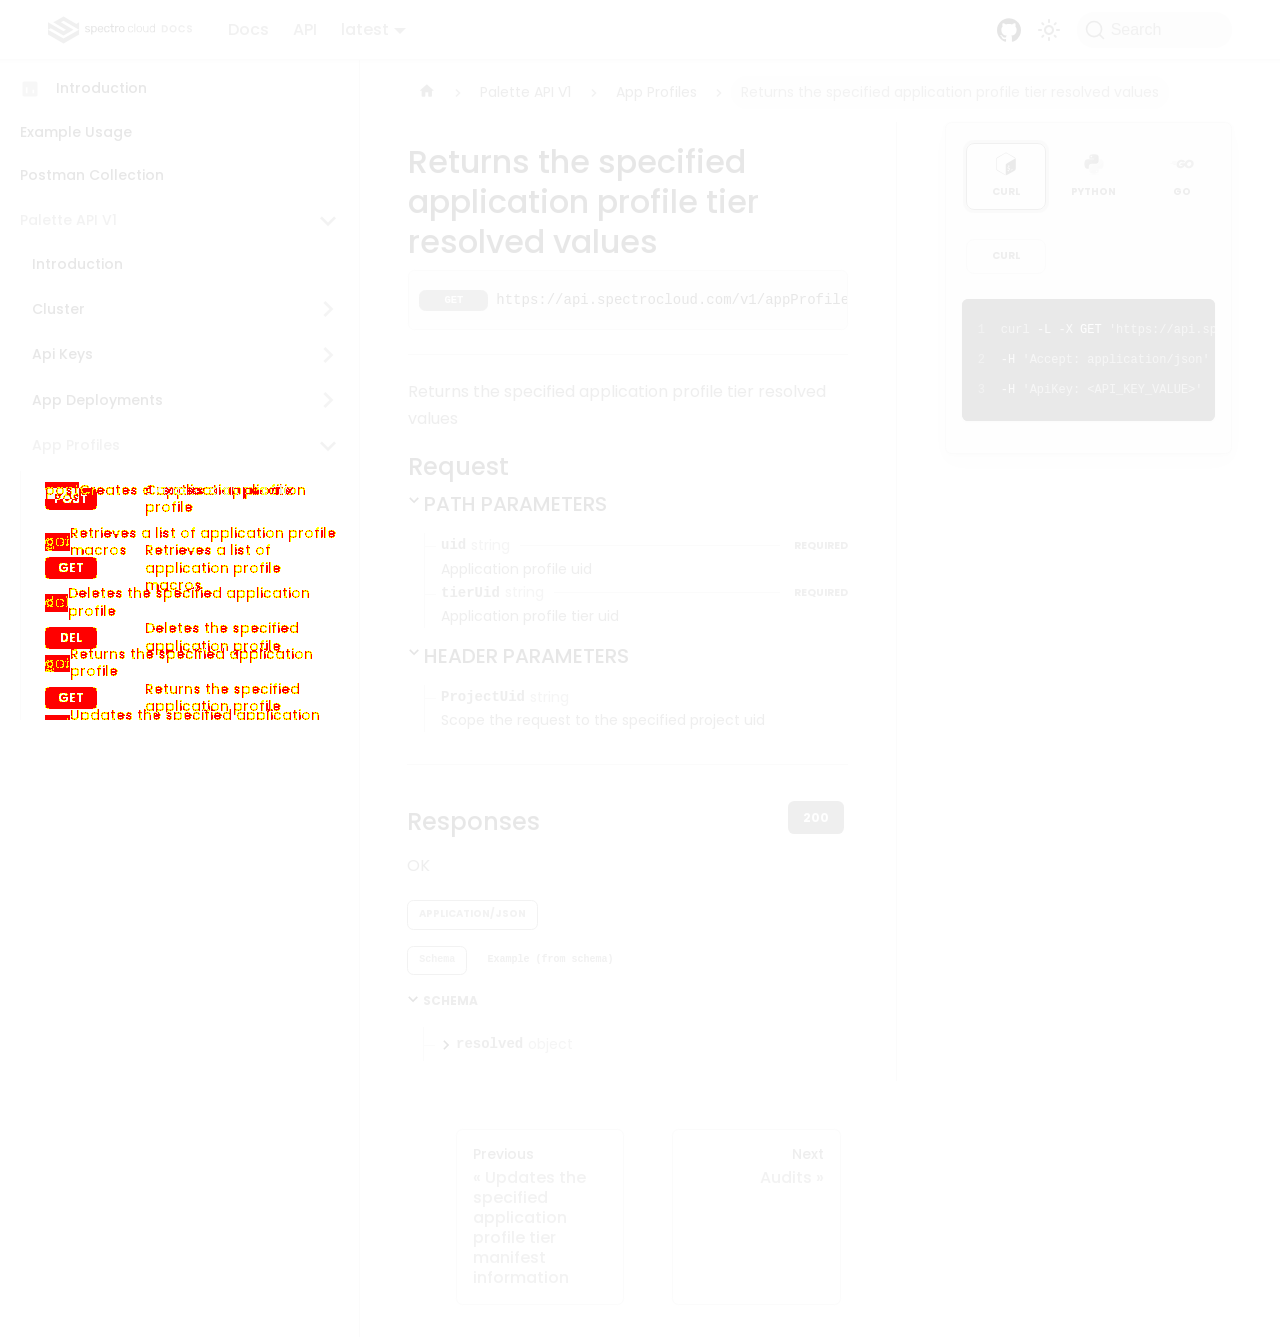 spectro cloud DOCS
Docs
API
latest
Search
Introduction
Example Usage
Postman Collection
Palette API V1
Introduction
Cluster
Api Keys
App Deployments
App Profiles
POST
profile
Retrieves a list of application profile
macros
GET
Retrieves a list of
application profile
macros
Deletes the specified application
profile
DEL
Deletes the specified
application profile
Returns the specified application
profile
GET
Returns the specified
application profile
Updates the specified application
Palette API V1
App Profiles
Returns the specified application profile tier resolved values
Returns the specified
application profile tier
resolved values
GET https://api.spectrocloud.com/v1/appProfile
Returns the specified application profile tier resolved
values
Request
PATH PARAMETERS
uid string REQUIRED
Application profile uid
tierUid string REQUIRED
Application profile tier uid
HEADER PARAMETERS
ProjectUid string
Scope the request to the specified project uid
Responses
200
OK
APPLICATION/JSON
Schema
Example (from schema)
SCHEMA
resolved object
Previous
« Updates the
specified
application
profile tier
manifest
information
Next
Audits »
CURL
PYTHON
GO
GO
CURL
1 curl -L -X GET 'https://api.sp
2 -H 'Accept: application/json'
3 -H 'ApiKey: <API_KEY_VALUE>'